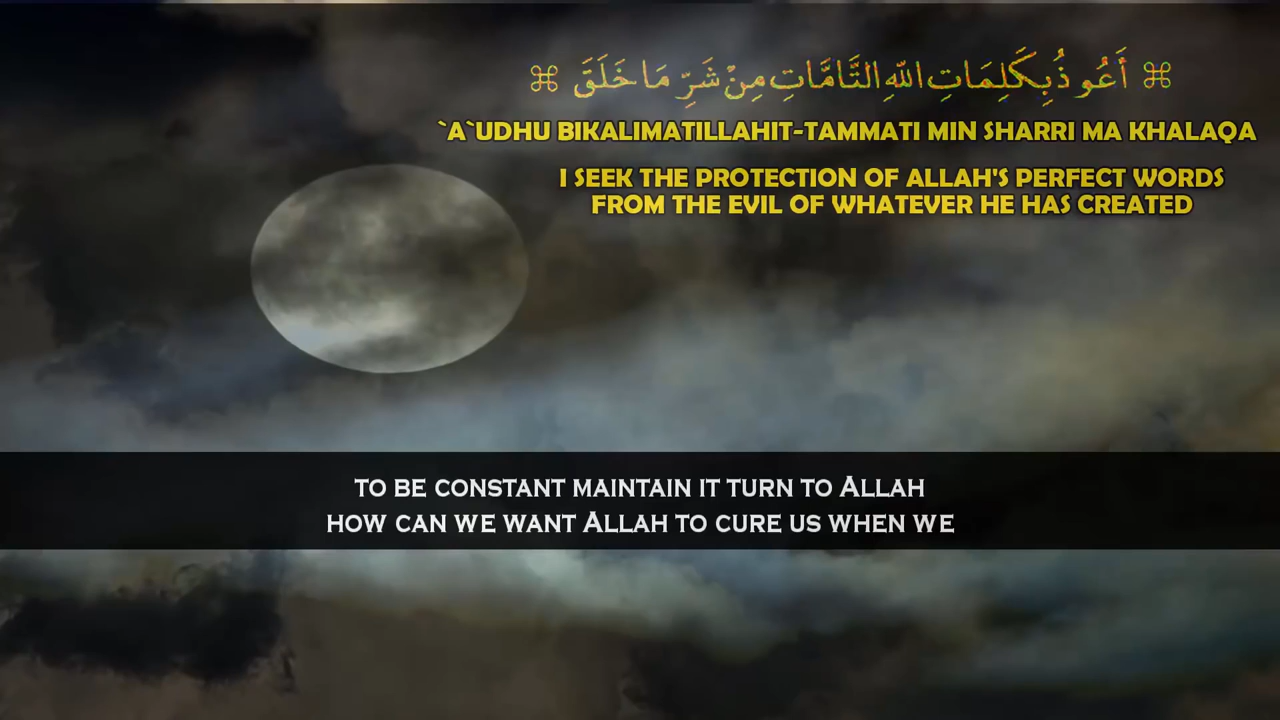 ⌘ أَعُوذُ بِكَلِمَاتِ اللّٰهِ التَّامَّاتِ مِنْ شَرِّ مَا خَلَقَ ⌘
`A`UDHU BIKALIMATILLAHIT-TAMMATI MIN SHARRI MA KHALAQA
I SEEK THE PROTECTION OF ALLAH'S PERFECT WORDS
FROM THE EVIL OF WHATEVER HE HAS CREATED
TO BE CONSTANT MAINTAIN IT TURN TO ALLAH
HOW CAN WE WANT ALLAH TO CURE US WHEN WE